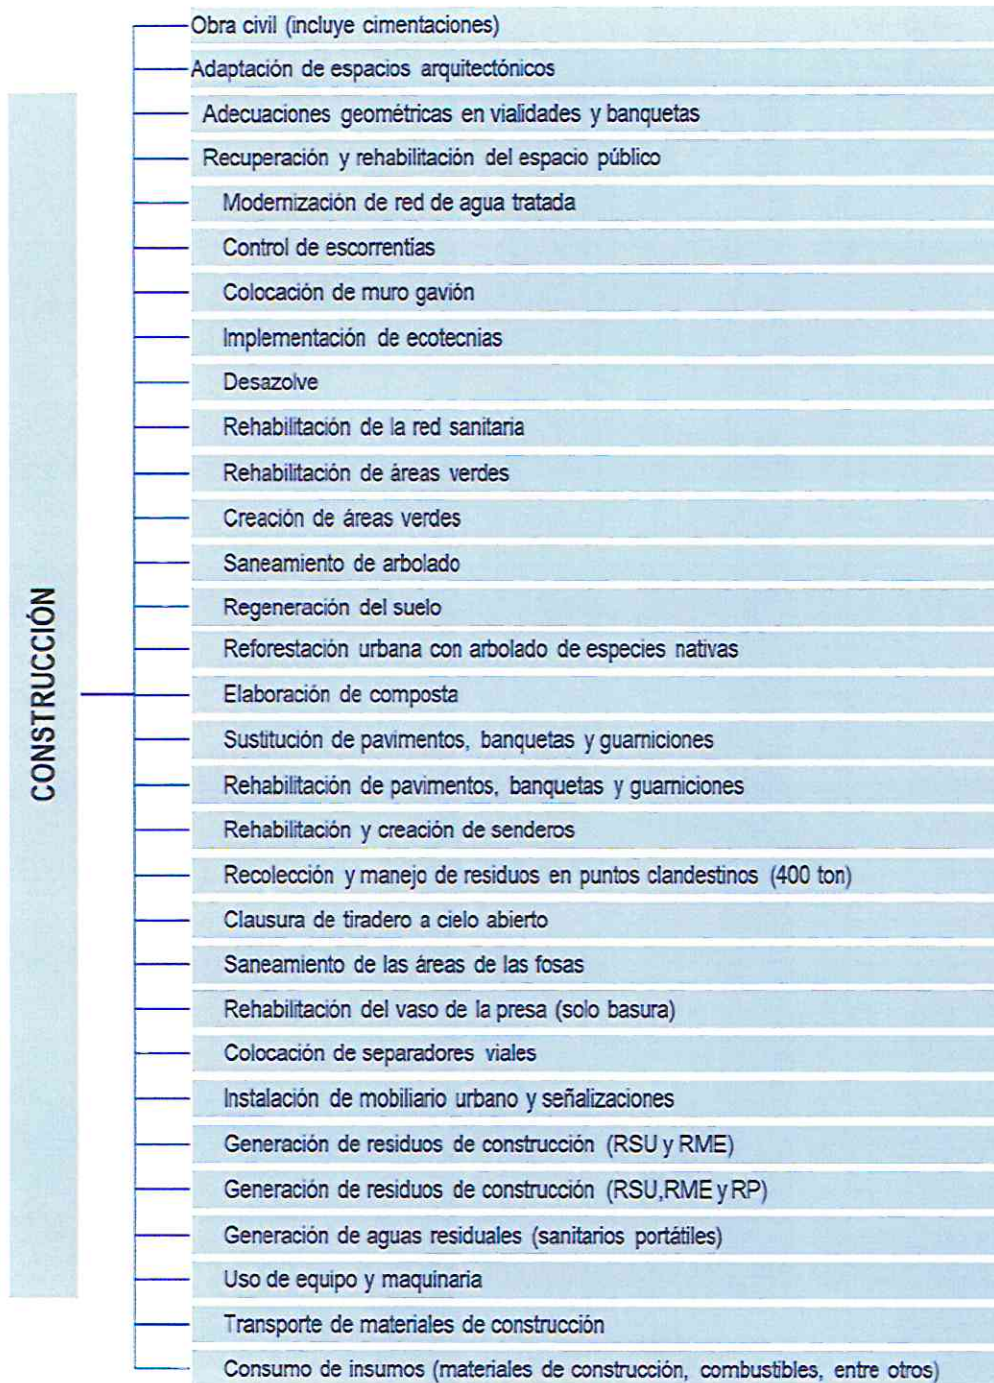 CONSTRUCCIÓN
Obra civil (incluye cimentaciones)
Adaptación de espacios arquitectónicos
Adecuaciones geométricas en vialidades y banquetas
Recuperación y rehabilitación del espacio público
Modernización de red de agua tratada
Control de escorrentías
Colocación de muro gavión
Implementación de ecotecnias
Desazolve
Rehabilitación de la red sanitaria
Rehabilitación de áreas verdes
Creación de áreas verdes
Saneamiento de arbolado
Regeneración del suelo
Reforestación urbana con arbolado de especies nativas
Elaboración de composta
Sustitución de pavimentos, banquetas y guarniciones
Rehabilitación de pavimentos, banquetas y guarniciones
Rehabilitación y creación de senderos
Recolección y manejo de residuos en puntos clandestinos (400 ton)
Clausura de tiradero a cielo abierto
Saneamiento de las áreas de las fosas
Rehabilitación del vaso de la presa (solo basura)
Colocación de separadores viales
Instalación de mobiliario urbano y señalizaciones
Generación de residuos de construcción (RSU y RME)
Generación de residuos de construcción (RSU,RME y RP)
Generación de aguas residuales (sanitarios portátiles)
Uso de equipo y maquinaria
Transporte de materiales de construcción
Consumo de insumos (materiales de construcción, combustibles, entre otros)